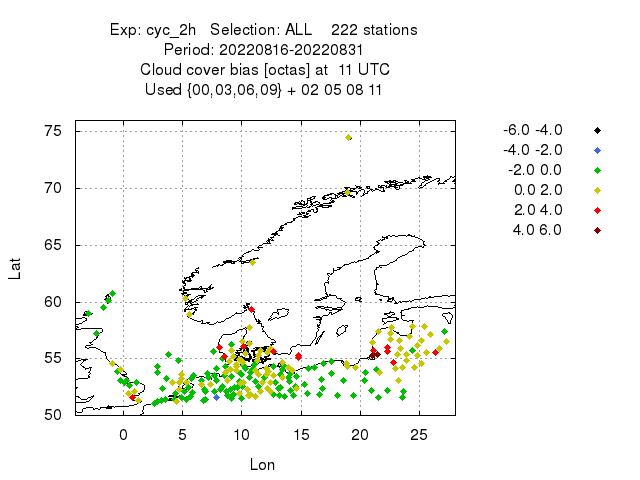 Exp: cyc_2h   Selection: ALL    222 stations
Period: 20220816-20220831
Cloud cover bias [octas] at  11 UTC
Used {00,03,06,09} + 02 05 08 11
-6.0 -4.0
-4.0 -2.0
-2.0 0.0
0.0 2.0
2.0 4.0
4.0 6.0
Lat
75
70
65
60
55
50
0 5 10 15 20 25
Lon